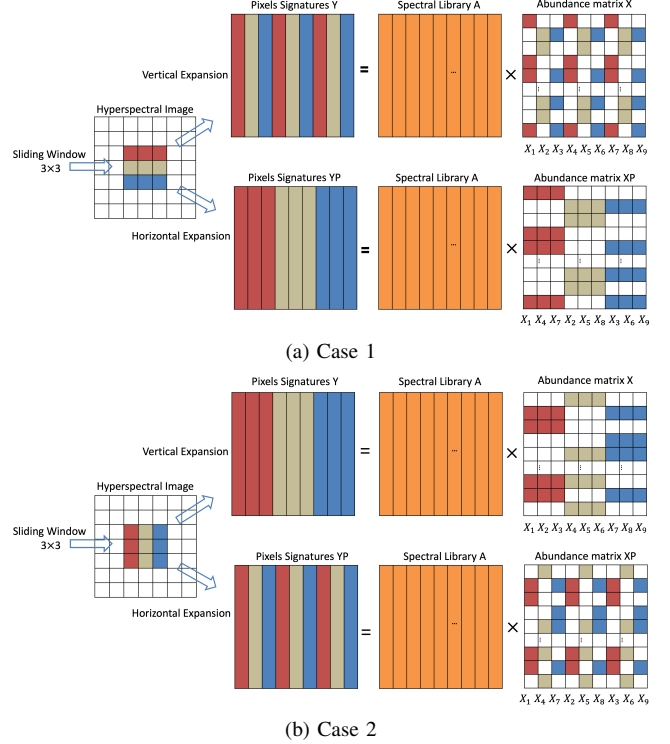 Pixels Signatures Y
Spectral Library A
Abundance matrix X
Vertical Expansion
=
...
×
Hyperspectral Image
Sliding Window
3×3
X₁ X₂ X₃ X₄ X₅ X₆ X₇ X₈ X₉
Pixels Signatures YP
Spectral Library A
Abundance matrix XP
Horizontal Expansion
=
...
×
X₁ X₄ X₇ X₂ X₅ X₈ X₃ X₆ X₉
(a) Case 1
Pixels Signatures Y
Spectral Library A
Abundance matrix X
Vertical Expansion
=
...
×
Hyperspectral Image
Sliding Window
3×3
X₁ X₂ X₃ X₄ X₅ X₆ X₇ X₈ X₉
Pixels Signatures YP
Spectral Library A
Abundance matrix XP
Horizontal Expansion
=
...
×
X₁ X₄ X₇ X₂ X₅ X₈ X₃ X₆ X₉
(b) Case 2